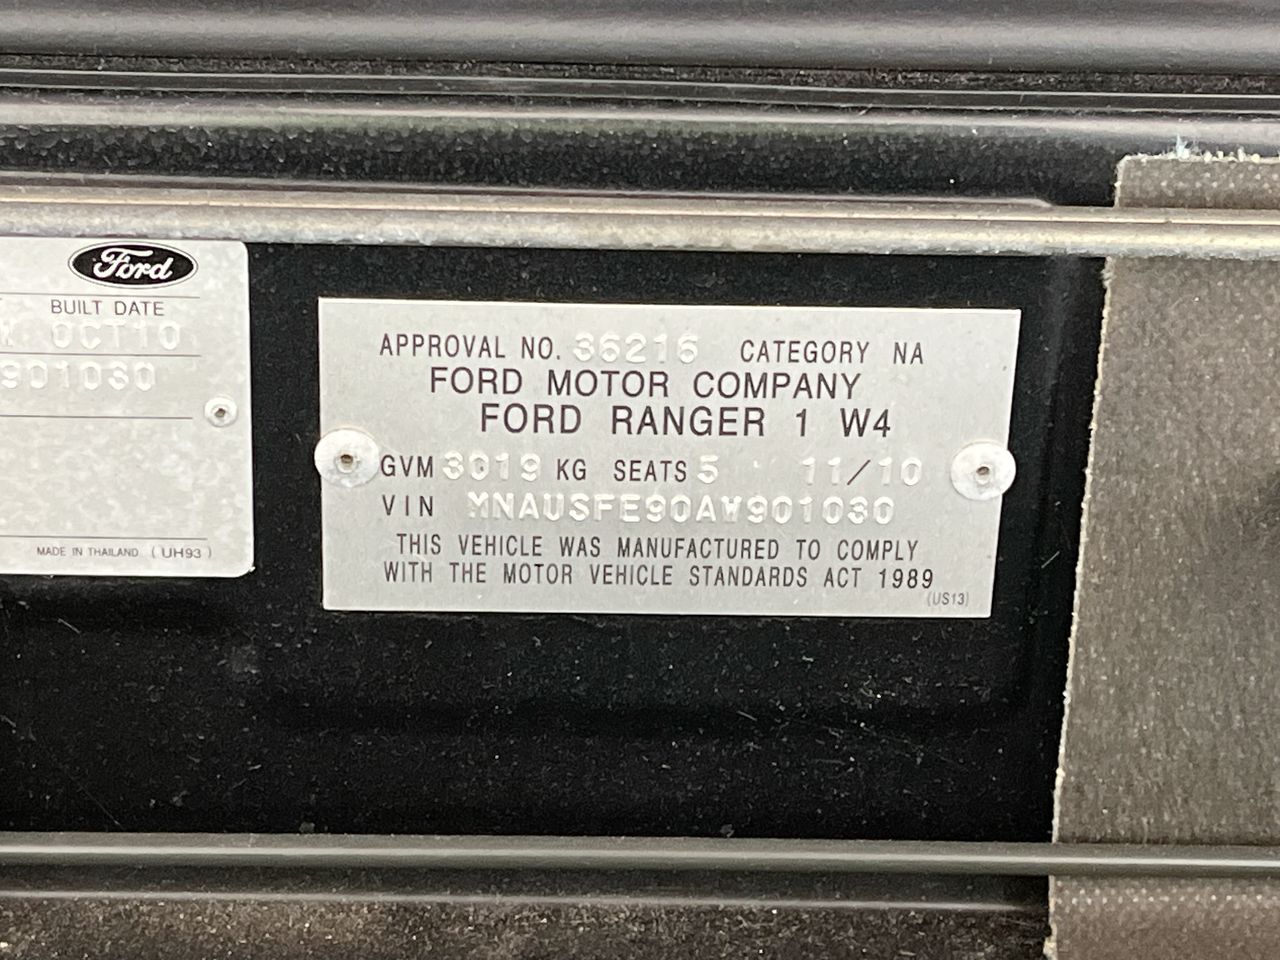 Ford
BUILT DATE
OCT10
901030
MADE IN THAILAND (UH93)
APPROVAL NO. 36216 CATEGORY NA
FORD MOTOR COMPANY
FORD RANGER 1 W4
GVM 3019 KG SEATS 5 11/10
VIN MNAUSFE90AW901030
THIS VEHICLE WAS MANUFACTURED TO COMPLY
WITH THE MOTOR VEHICLE STANDARDS ACT 1989
(US13)